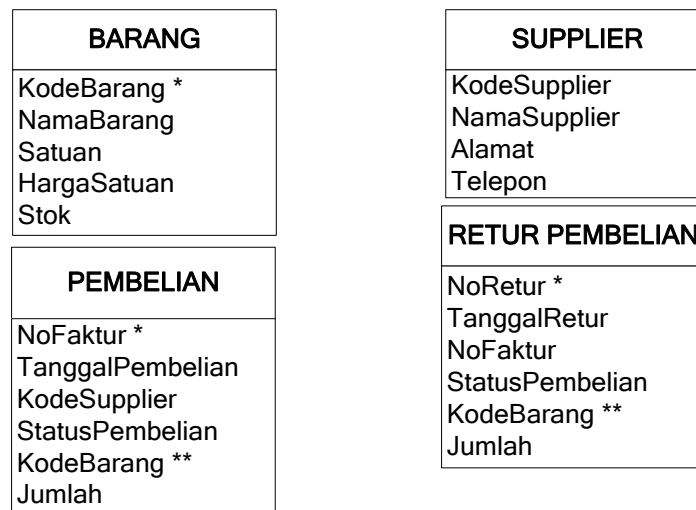 BARANG
KodeBarang *
NamaBarang
Satuan
HargaSatuan
Stok
SUPPLIER
KodeSupplier
NamaSupplier
Alamat
Telepon
PEMBELIAN
NoFaktur *
TanggalPembelian
KodeSupplier
StatusPembelian
KodeBarang **
Jumlah
RETUR PEMBELIAN
NoRetur *
TanggalRetur
NoFaktur
StatusPembelian
KodeBarang **
Jumlah